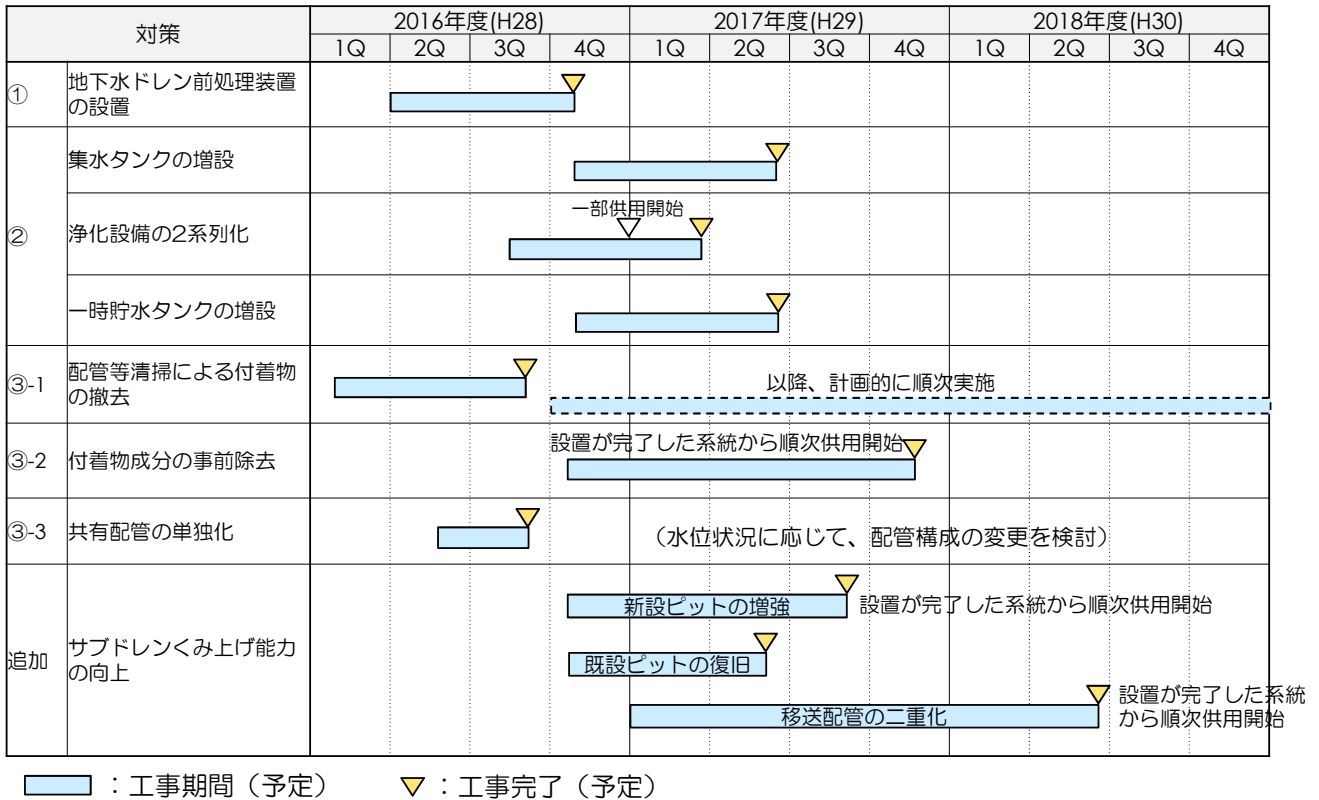 対策
2016年度(H28)
2017年度(H29)
2018年度(H30)
1Q 2Q 3Q 4Q 1Q 2Q 3Q 4Q 1Q 2Q 3Q 4Q
①
地下水ドレン前処理装置
の設置
②
集水タンクの増設
浄化設備の2系列化
一部供用開始
一時貯水タンクの増設
③-1
配管等清掃による付着物
の撤去
以降、計画的に順次実施
③-2
付着物成分の事前除去
設置が完了した系統から順次供用開始
③-3
共有配管の単独化
（水位状況に応じて、配管構成の変更を検討）
追加
サブドレンくみ上げ能力
の向上
新設ピットの増強
設置が完了した系統から順次供用開始
既設ピットの復旧
移送配管の二重化
設置が完了した系統
から順次供用開始
：工事期間（予定）
：工事完了（予定）